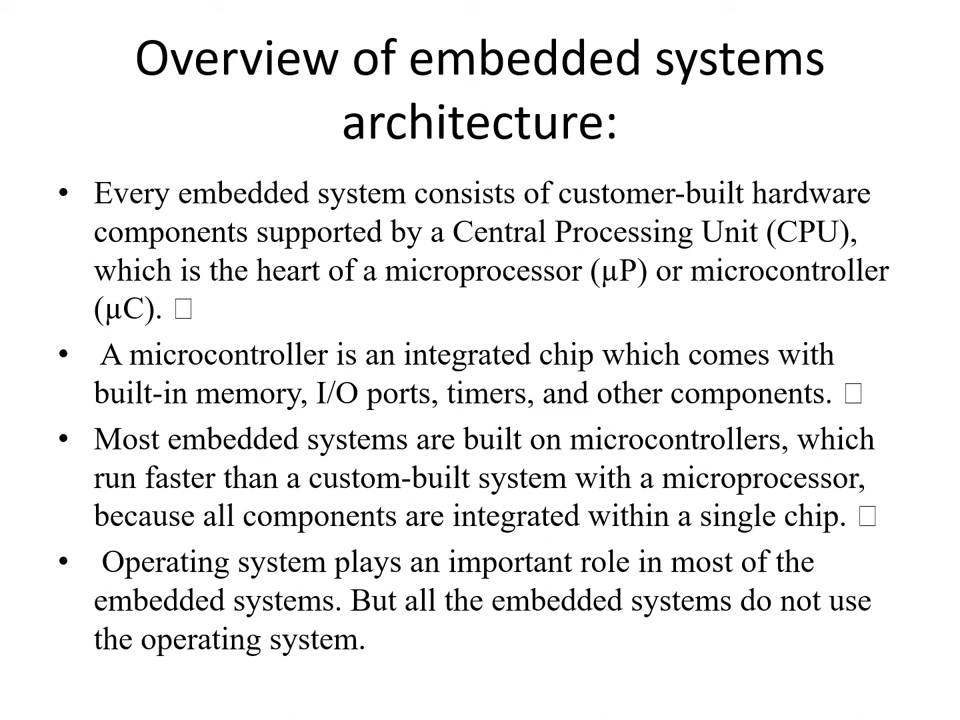 Overview of embedded systems
architecture:
• Every embedded system consists of customer-built hardware
components supported by a Central Processing Unit (CPU),
which is the heart of a microprocessor (µP) or microcontroller
(µC). 
• A microcontroller is an integrated chip which comes with
built-in memory, I/O ports, timers, and other components. 
• Most embedded systems are built on microcontrollers, which
run faster than a custom-built system with a microprocessor,
because all components are integrated within a single chip. 
• Operating system plays an important role in most of the
embedded systems. But all the embedded systems do not use
the operating system.